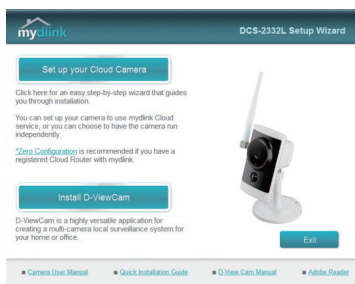 mydlink
DCS-2332L Setup Wizard
Set up your Cloud Camera
Click here for an easy step-by-step wizard that guides
you through installation.
You can set up your camera to use mydlink Cloud
service, or you can choose to have the camera run
independently.
*Zero Configuration is recommended if you have a
registered Cloud Router with mydlink.
Install D-ViewCam
D-ViewCam is a highly versatile application for
creating a multi-camera local surveillance system for
your home or office.
Exit
Camera User Manual
Quick Installation Guide
D-View Cam Manual
Adobe Reader